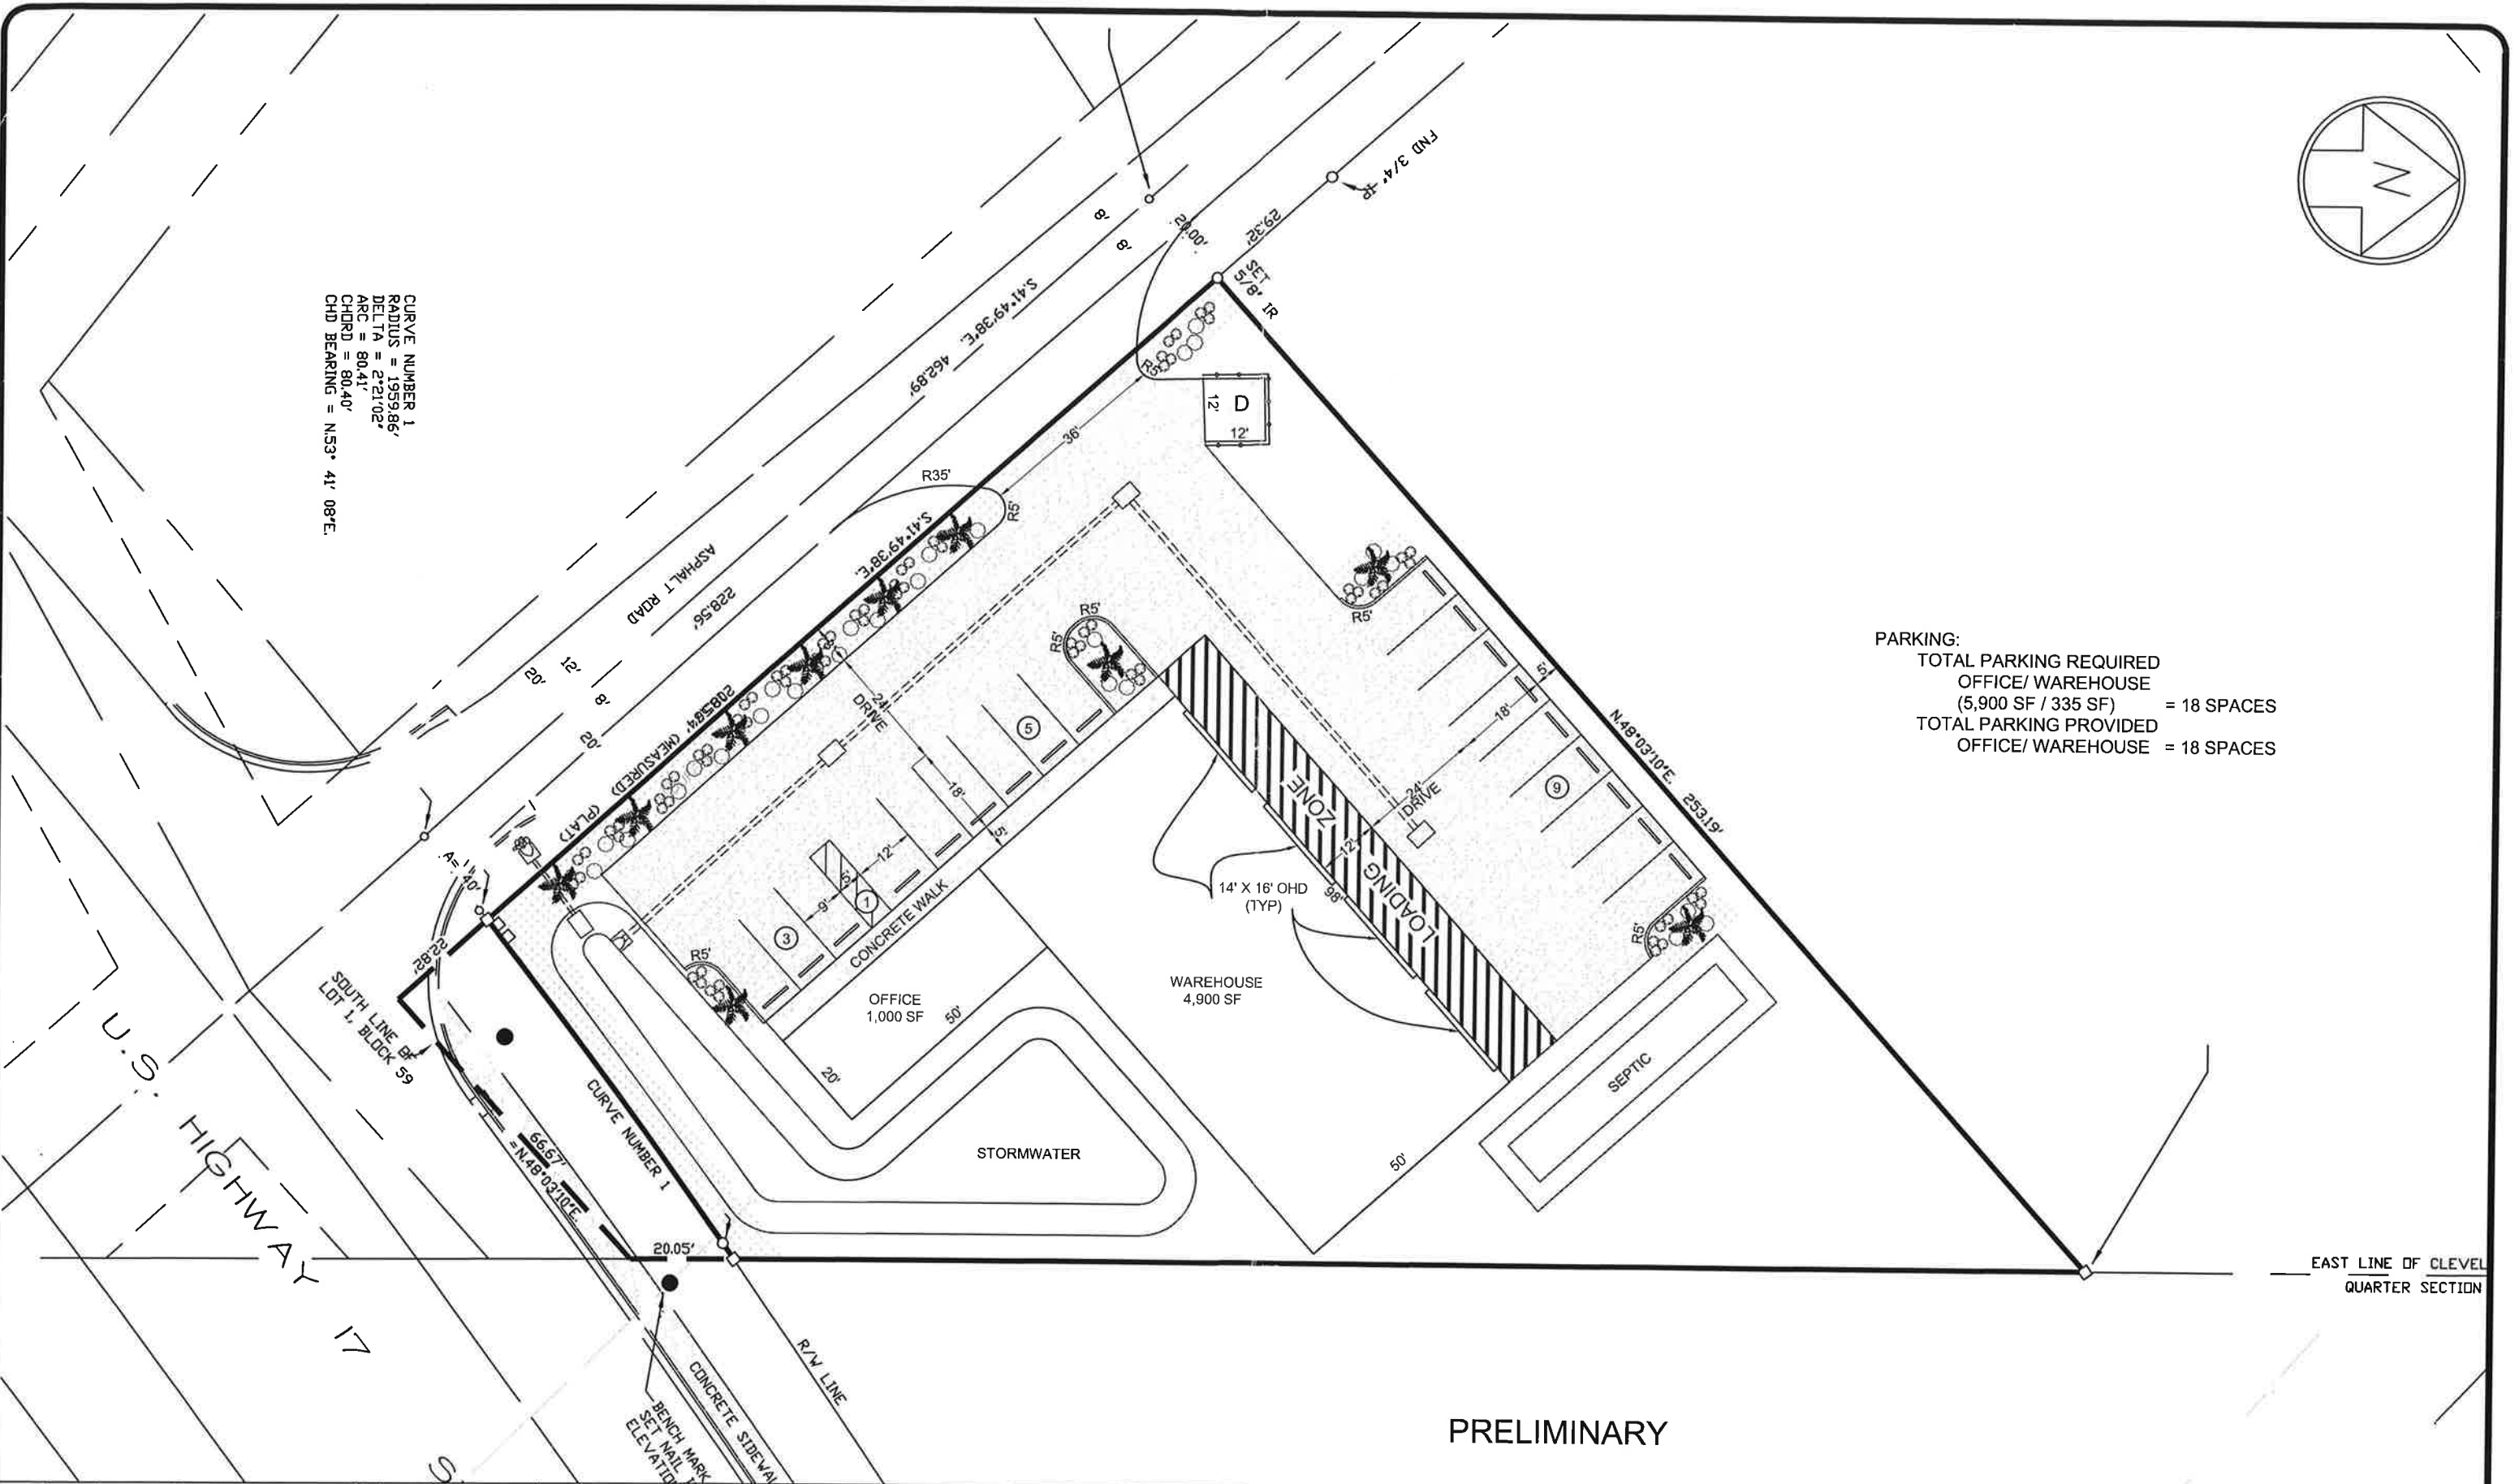 CURVE NUMBER 1
RADIUS = 1959.86'
DELTA = 2°21'02"
ARC = 80.41'
CHORD = 80.40'
CHD BEARING = N.53° 41' 08"E.
FND 3/4"
IP
29.32'
SET
5/8" IR
20.00'
8'
8'
S.41°49'38"E.
462.89'
N
R5'
D
12'
12'
36'
R35'
R5'
S.41°49'38"E.
ASPHALT ROAD
228.56'
20'
12'
8'
20'
(MEASURED)
(PLAT)
24'
DRIVE
R5'
R5'
R5'
5
18'
5'
12'
5'
9'
1
3
R5'
CONCRETE WALK
OFFICE
1,000 SF
50'
20'
STORMWATER
LOADING
ZONE
12'
24'
DRIVE
18'
5'
9
98'
14' X 16' OHD
(TYP)
WAREHOUSE
4,900 SF
50'
R5'
SEPTIC
N.48°03'10"E.
253.19'
PARKING:
TOTAL PARKING REQUIRED
OFFICE/ WAREHOUSE
(5,900 SF / 335 SF) = 18 SPACES
TOTAL PARKING PROVIDED
OFFICE/ WAREHOUSE = 18 SPACES
22.82'
SOUTH LINE OF
LOT 1, BLOCK 59
CURVE NUMBER 1
66.67'
=N.48°03'10"E.
20.05'
U.S. HIGHWAY 17
R/W LINE
CONCRETE SIDEWAL
BENCH MARK
SET NAIL
ELEVATIO
EAST LINE OF CLEVEL
QUARTER SECTION
PRELIMINARY
S